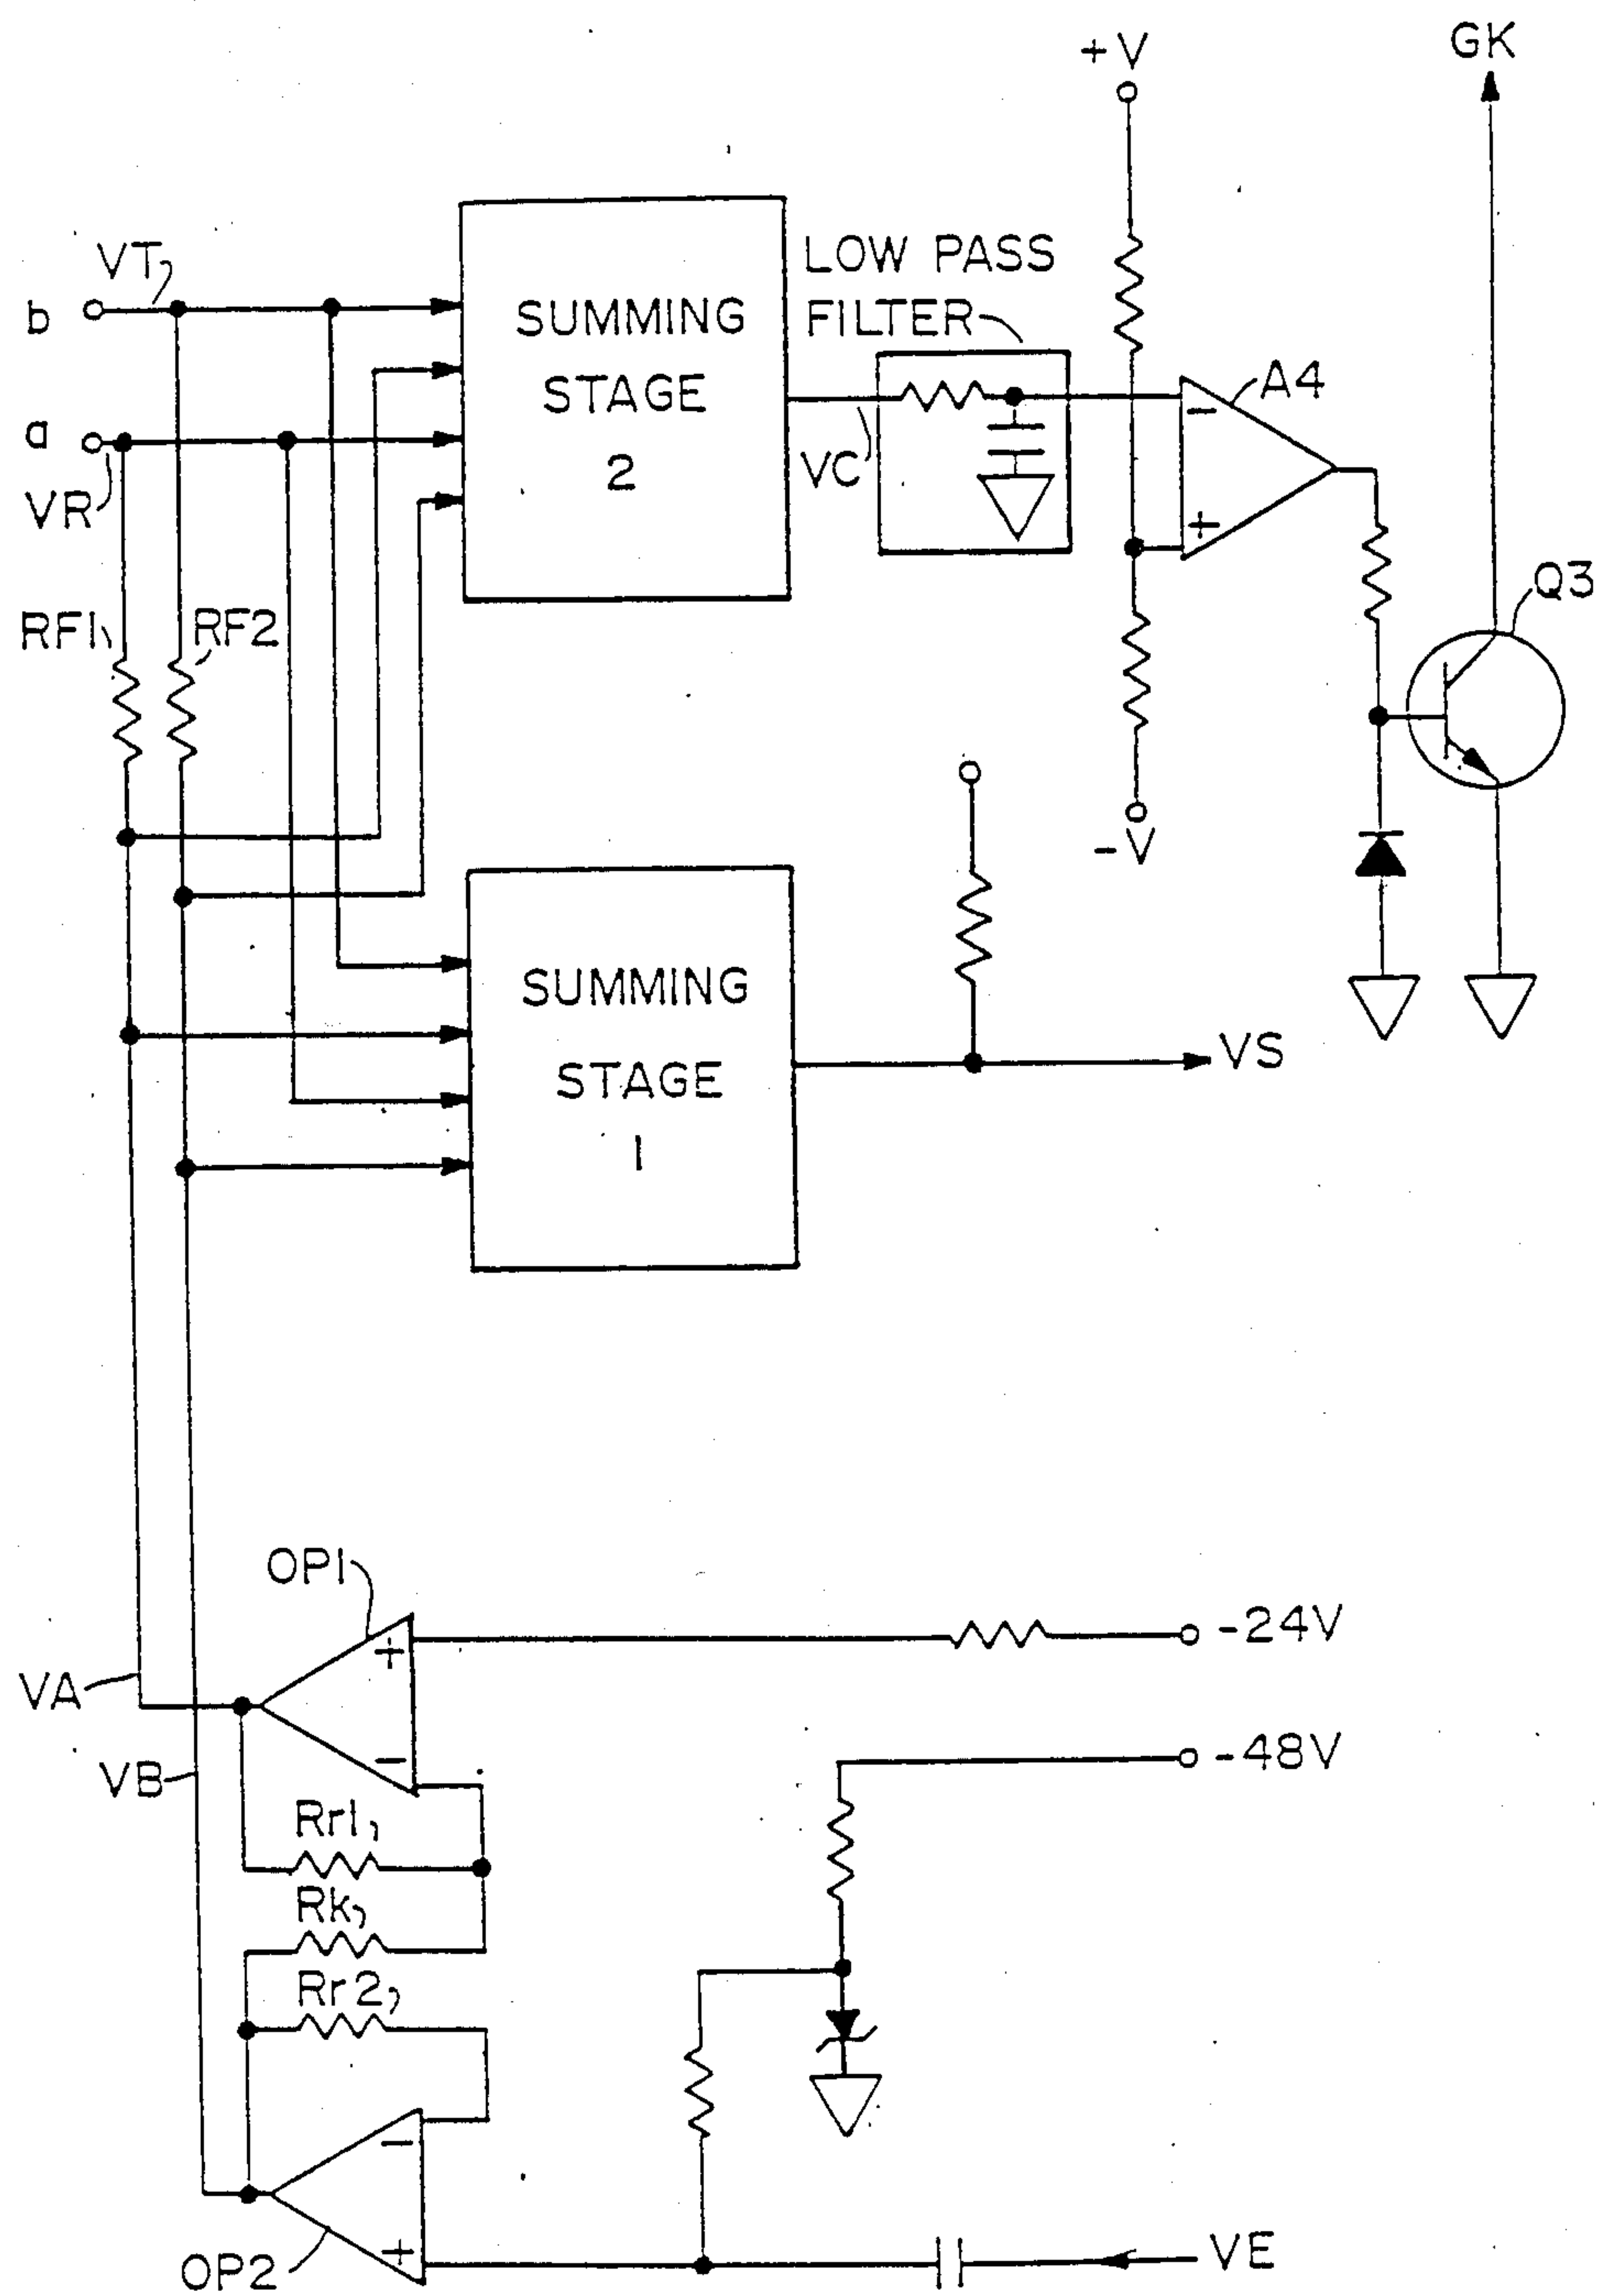 +V
GK
VT
b
SUMMING
STAGE
2
LOW PASS
FILTER
A4
a
VR
VC
-
+
Q3
RF1
RF2
-V
SUMMING
STAGE
1
VS
OP1
+
-
-24V
VA
-48V
VB
Rr1
Rk
Rr2
-
+
OP2
VE